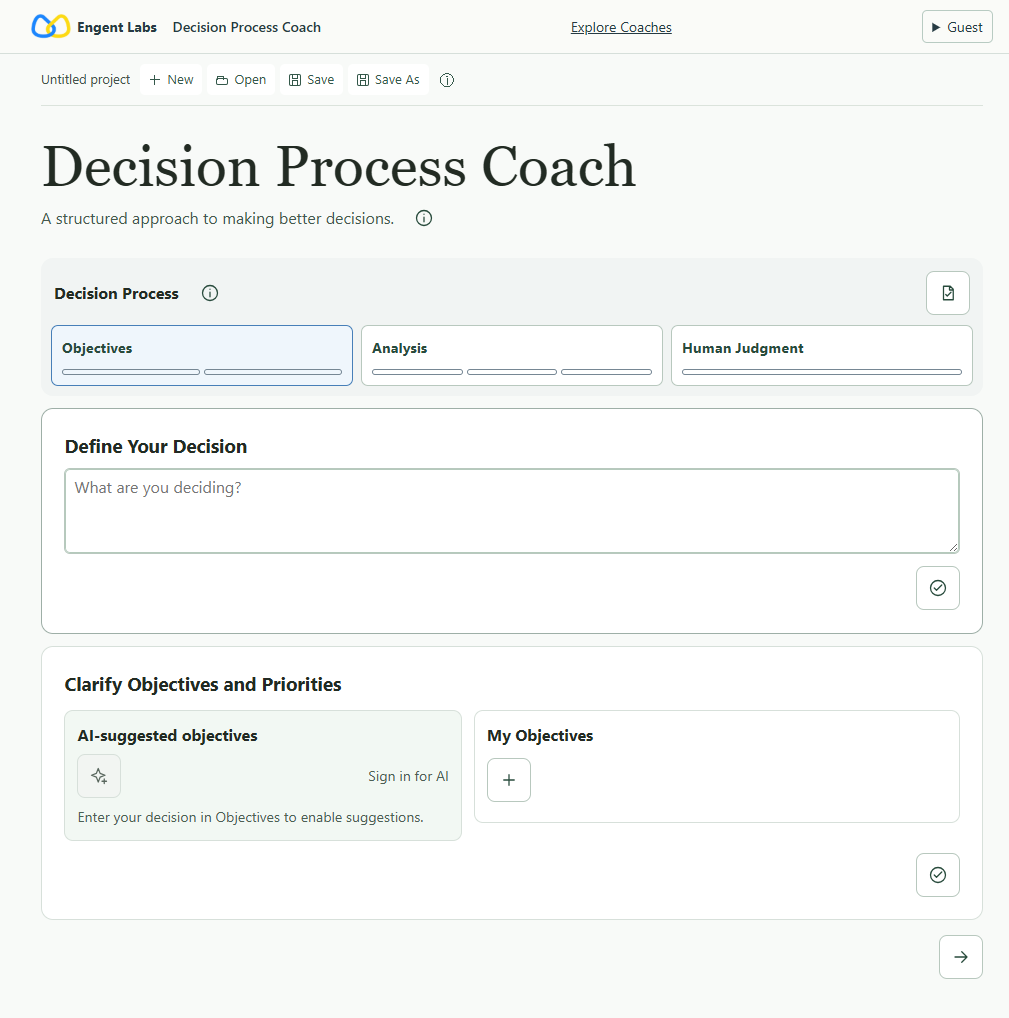 Engent Labs Decision Process Coach Explore Coaches Guest
Untitled project New Open Save Save As
Decision Process Coach
A structured approach to making better decisions.
Decision Process
Objectives Analysis Human Judgment
Define Your Decision
What are you deciding?
Clarify Objectives and Priorities
AI-suggested objectives
Sign in for AI
Enter your decision in Objectives to enable suggestions.
My Objectives